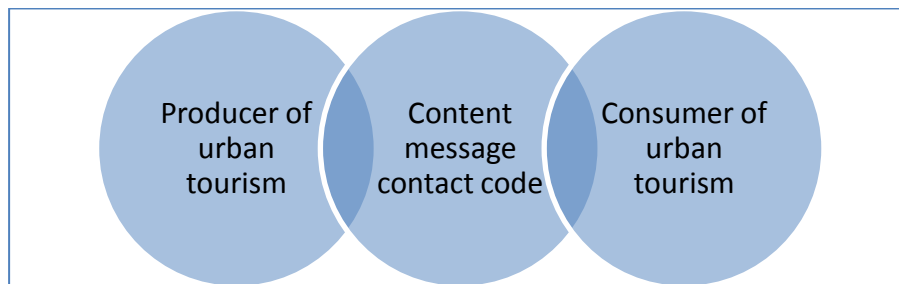 Producer of
urban
tourism
Content
message
contact code
Consumer of
urban
tourism